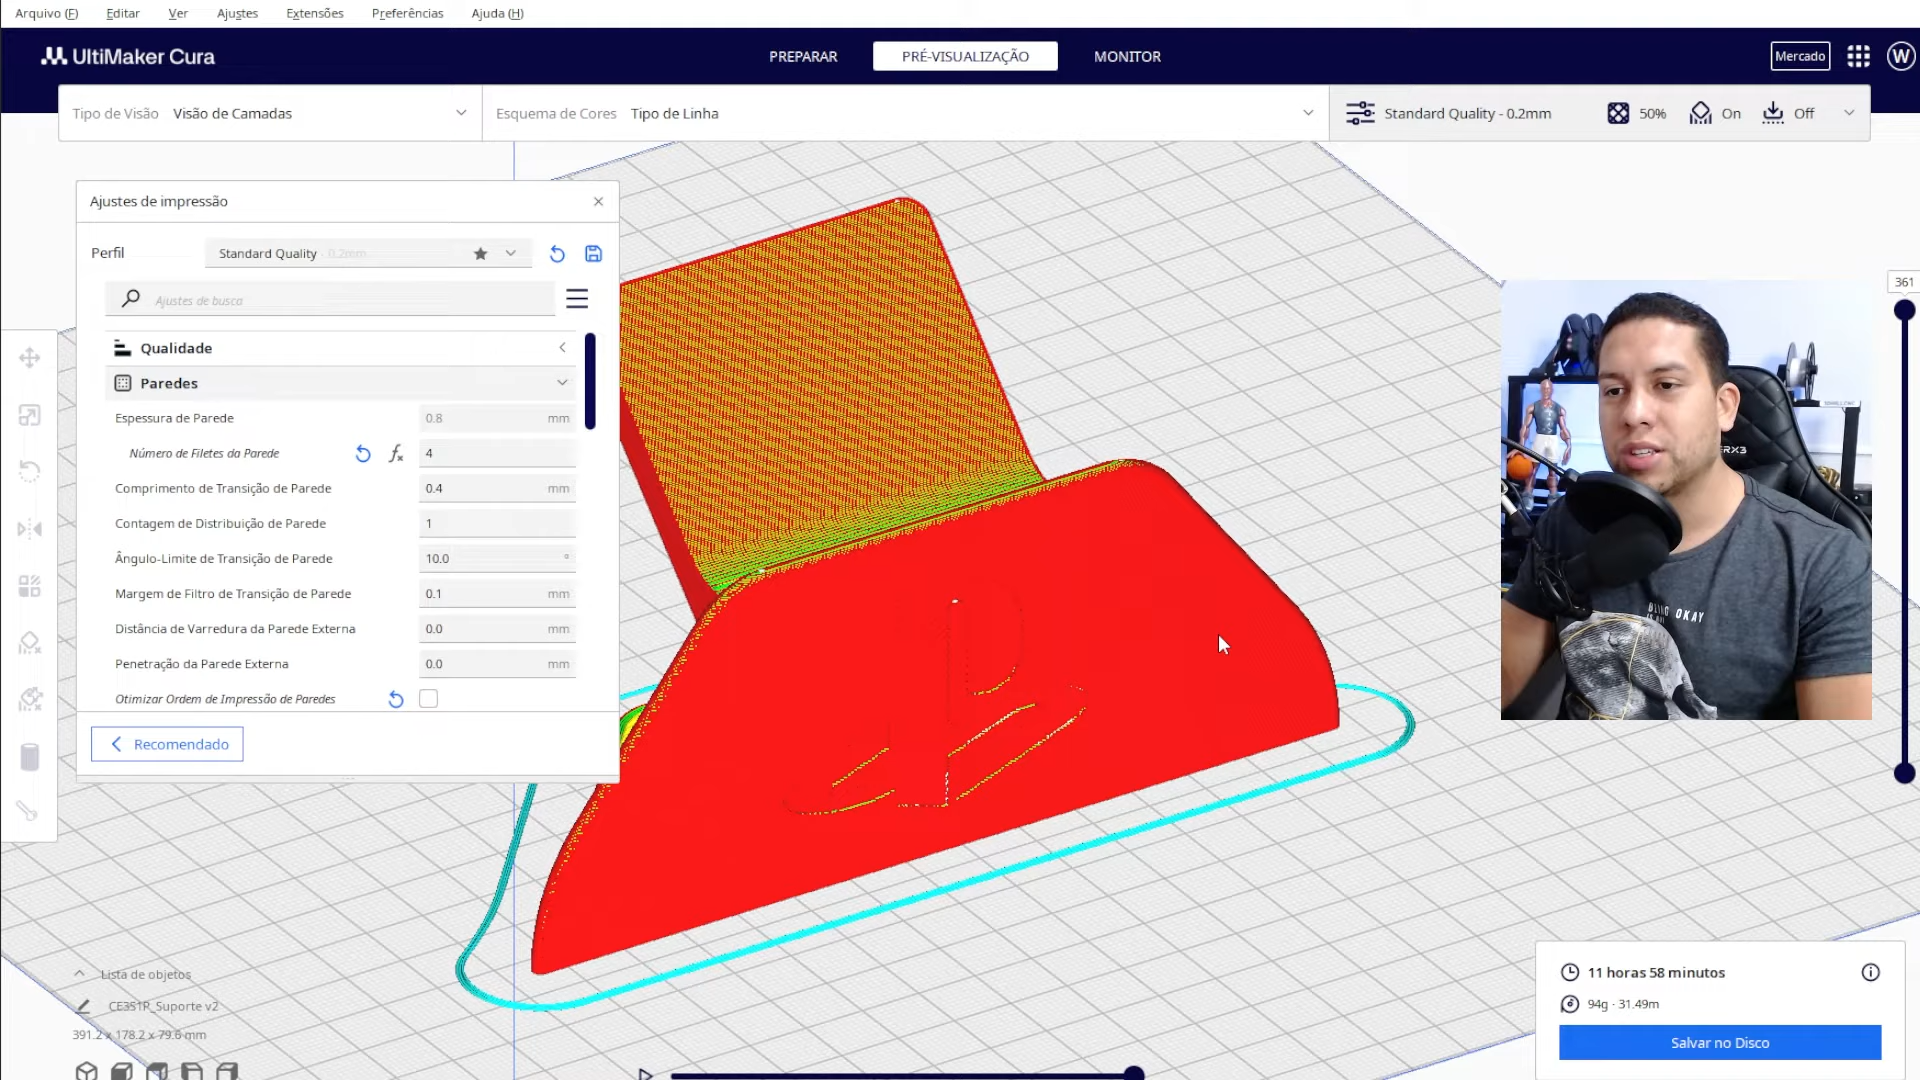 Arquivo (F) Editar Ver Ajustes Extensões Preferências Ajuda (H)
UltiMaker Cura PREPARAR PRÉ-VISUALIZAÇÃO MONITOR Mercado W
Tipo de Visão Visão de Camadas Esquema de Cores Tipo de Linha Standard Quality - 0.2mm 50% On Off
Ajustes de impressão
Perfil Standard Quality - 0.2mm
Ajustes de busca
Qualidade
Paredes
Espessura de Parede 0.8 mm
Número de Filetes da Parede 4
Comprimento de Transição de Parede 0.4 mm
Contagem de Distribuição de Parede 1
Ângulo-Limite de Transição de Parede 10.0 °
Margem de Filtro de Transição de Parede 0.1 mm
Distância de Varredura da Parede Externa 0.0 mm
Penetração da Parede Externa 0.0 mm
Otimizar Ordem de Impressão de Paredes
Recomendado
361
Lista de objetos
CE3S1P_Suporte v2
391.2 x 178.2 x 79.6 mm
11 horas 58 minutos
94g · 31.49m
Salvar no Disco
RX3
OKAY